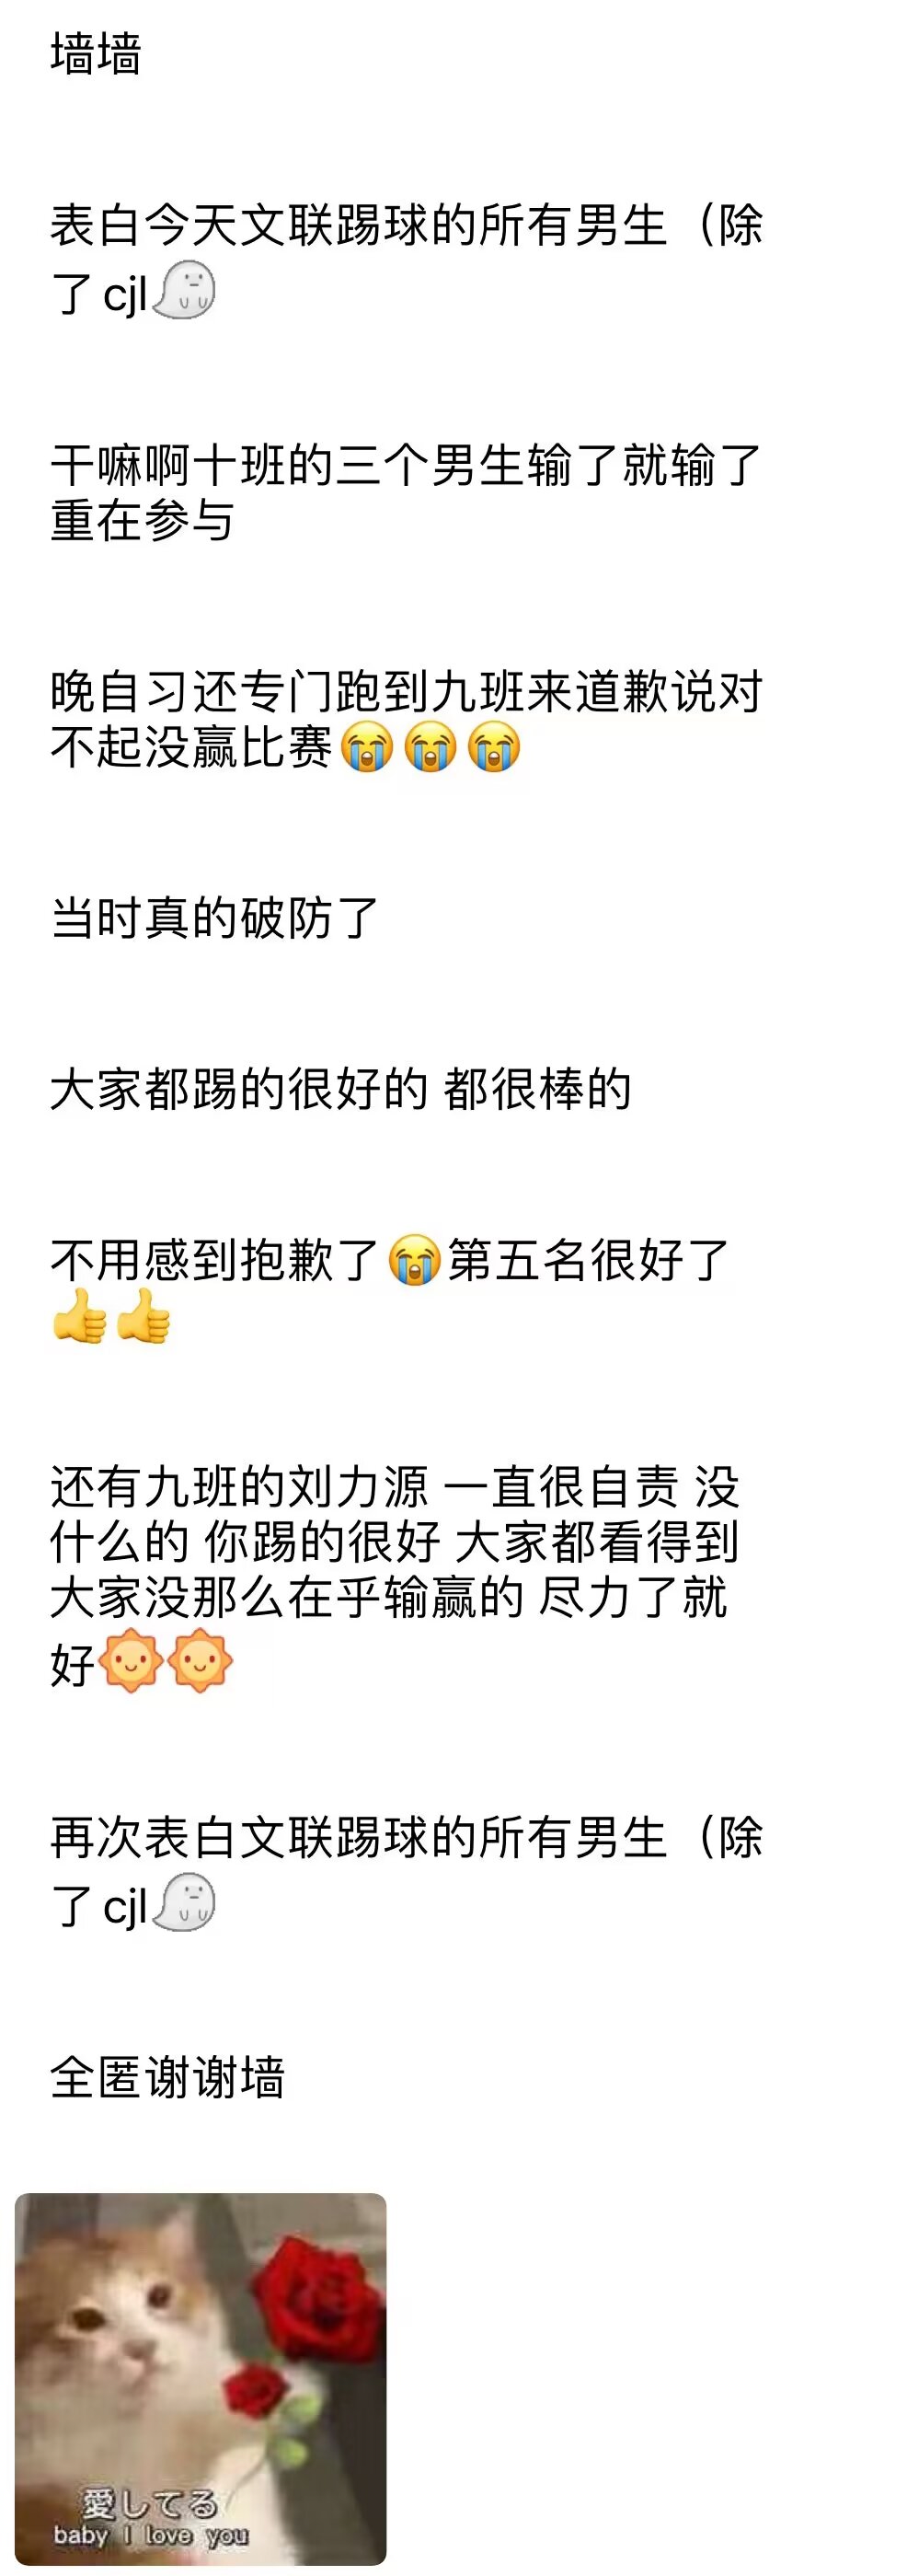 墙墙
表白今天文联踢球的所有男生（除
了cjl
干嘛啊十班的三个男生输了就输了
重在参与
晚自习还专门跑到九班来道歉说对
不起没赢比赛😭😭😭
当时真的破防了
大家都踢的很好的 都很棒的
不用感到抱歉了😭第五名很好了
👍👍
还有九班的刘力源 一直很自责 没
什么的 你踢的很好 大家都看得到
大家没那么在乎输赢的 尽力了就
好
再次表白文联踢球的所有男生（除
了cjl
全匿谢谢墙
愛してる
baby I love you